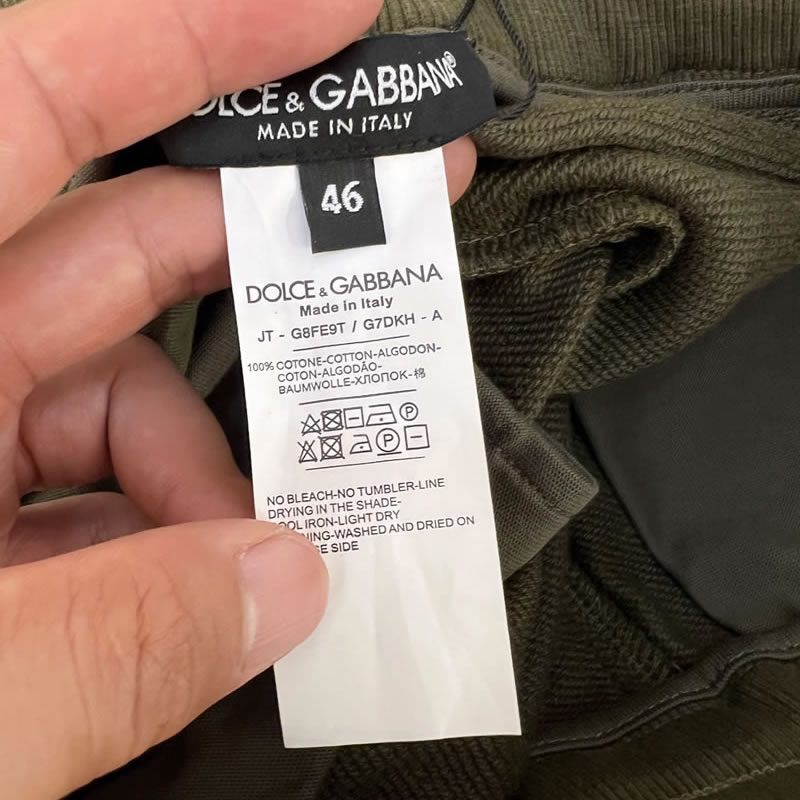 DOLCE & GABBANA®
MADE IN ITALY
46
DOLCE & GABBANA
Made in Italy
JT - G8FE9T / G7DKH - A
100% COTONE-COTTON-ALGODON-
COTON-ALGODÃO-
BAUMWOLLE-ХЛОПОК-棉
P
P
NO BLEACH-NO TUMBLER-LINE
DRYING IN THE SHADE-
IRON-LIGHT DRY
WASHED AND DRIED ON
SIDE